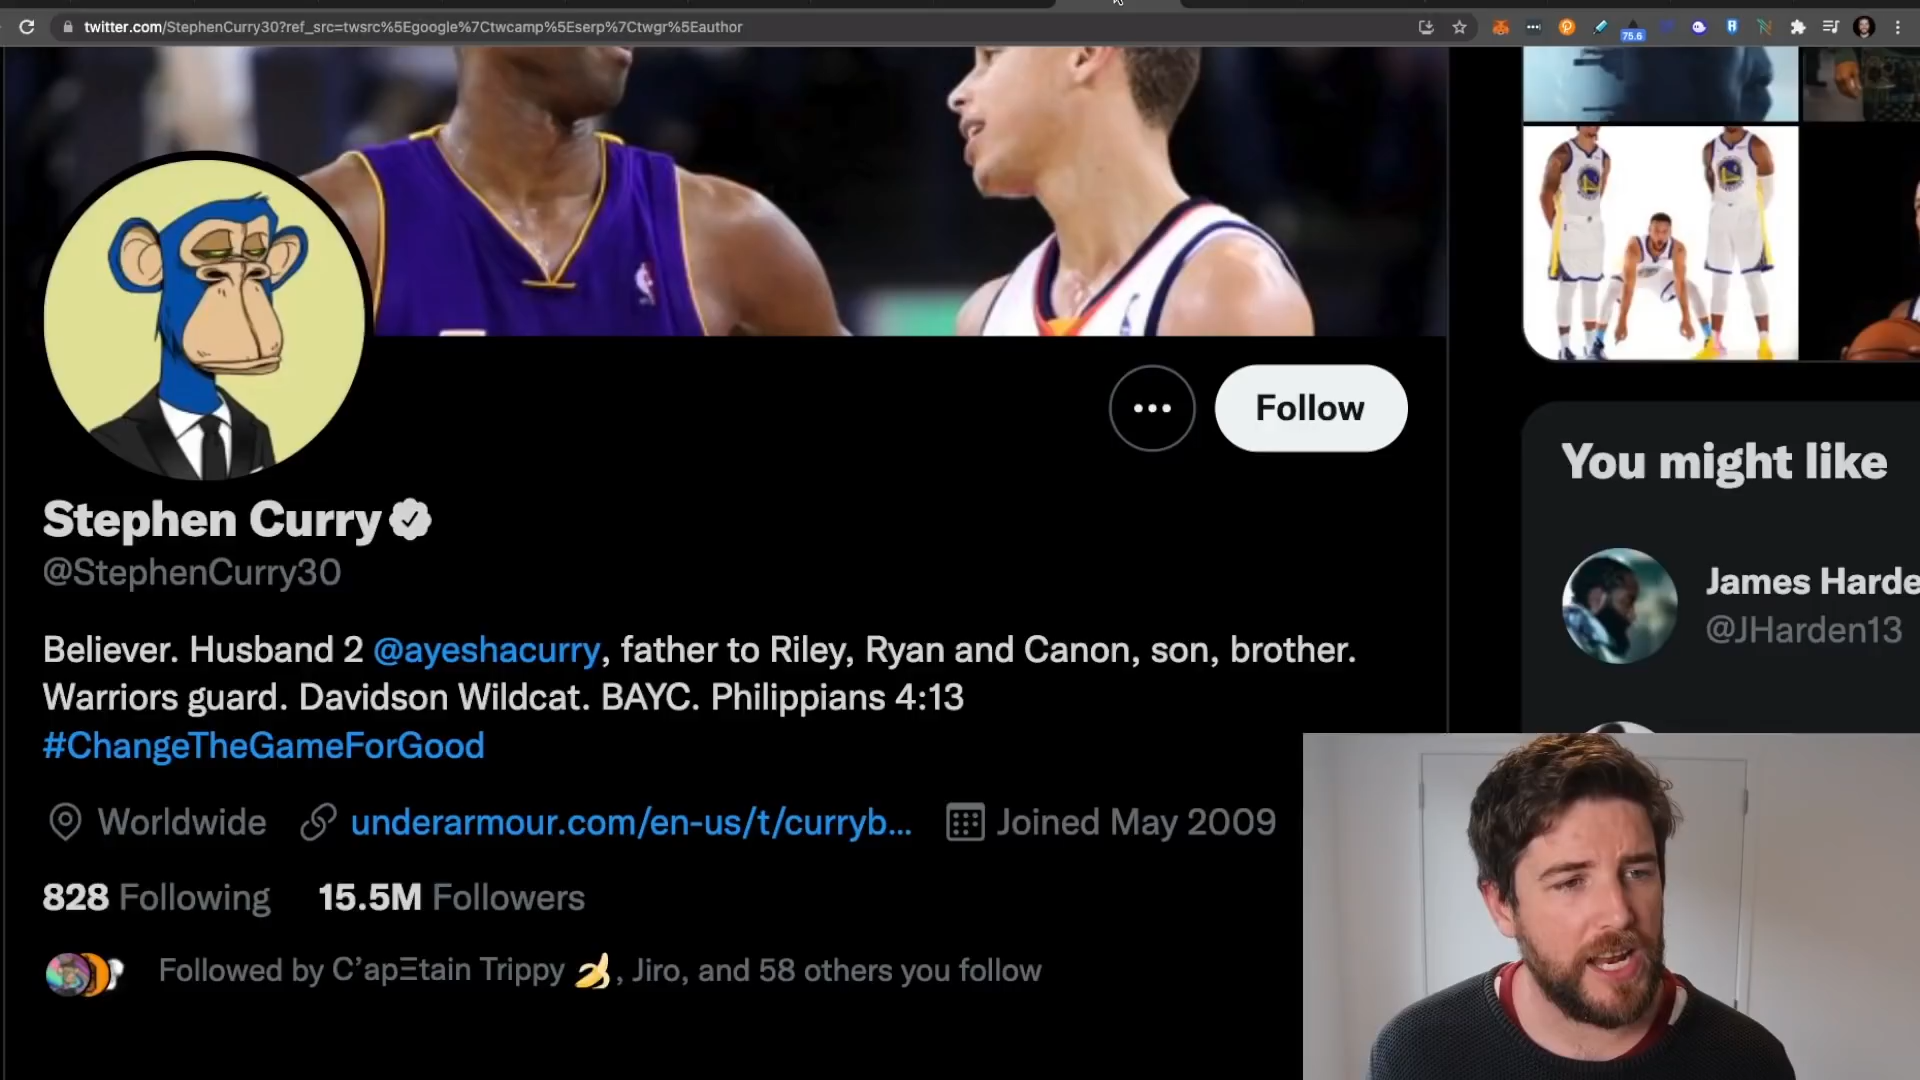 twitter.com/StephenCurry30?ref_src=twsrc%5Egoogle%7Ctwcamp%5Eserp%7Ctwgr%5Eauthor
75.6
Follow
Stephen Curry
@StephenCurry30
Believer. Husband 2 @ayeshacurry, father to Riley, Ryan and Canon, son, brother.
Warriors guard. Davidson Wildcat. BAYC. Philippians 4:13
#ChangeTheGameForGood
Worldwide underarmour.com/en-us/t/curryb... Joined May 2009
828 Following 15.5M Followers
Followed by C'apΞtain Trippy 🍌, Jiro, and 58 others you follow
You might like
James Harde
@JHarden13